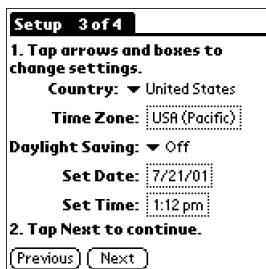 Setup 3 of 4
1. Tap arrows and boxes to
change settings.
Country: United States
Time Zone: USA (Pacific)
Daylight Saving: Off
Set Date: 7/21/01
Set Time: 1:12 pm
2. Tap Next to continue.
Previous Next